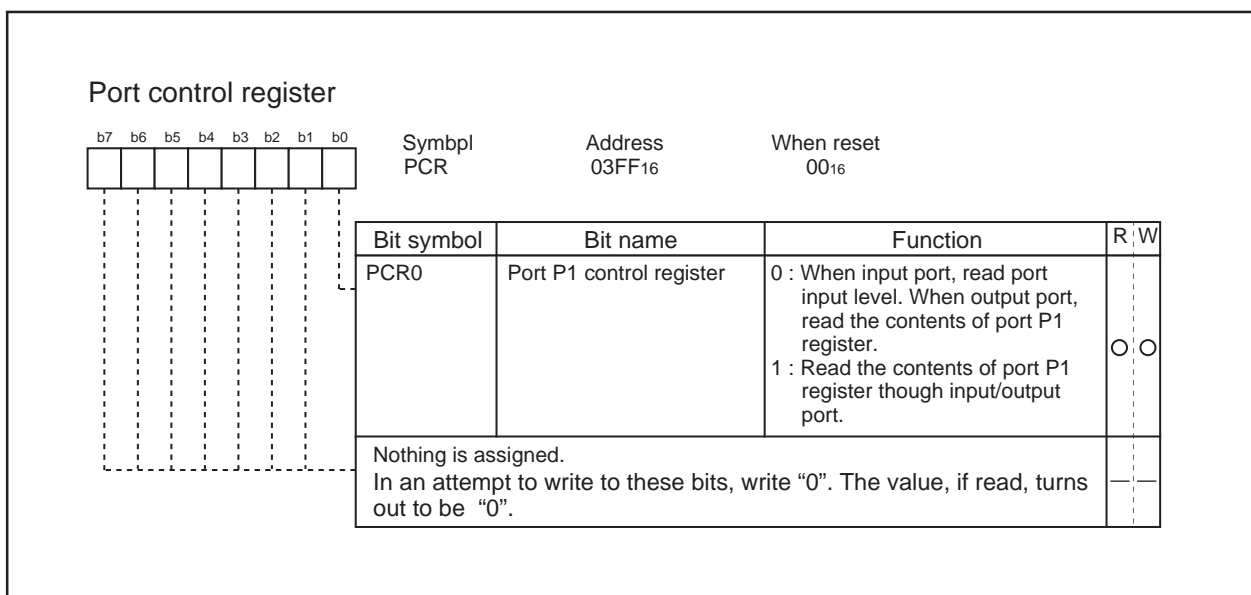 Port control register
b7 b6 b5 b4 b3 b2 b1 b0
Symbpl Address When reset
PCR 03FF16 0016
Bit symbol Bit name Function R W
PCR0 Port P1 control register 0 : When input port, read port
input level. When output port,
read the contents of port P1
register.
1 : Read the contents of port P1
register though input/output
port.
Nothing is assigned.
In an attempt to write to these bits, write “0”. The value, if read, turns
out to be “0”.